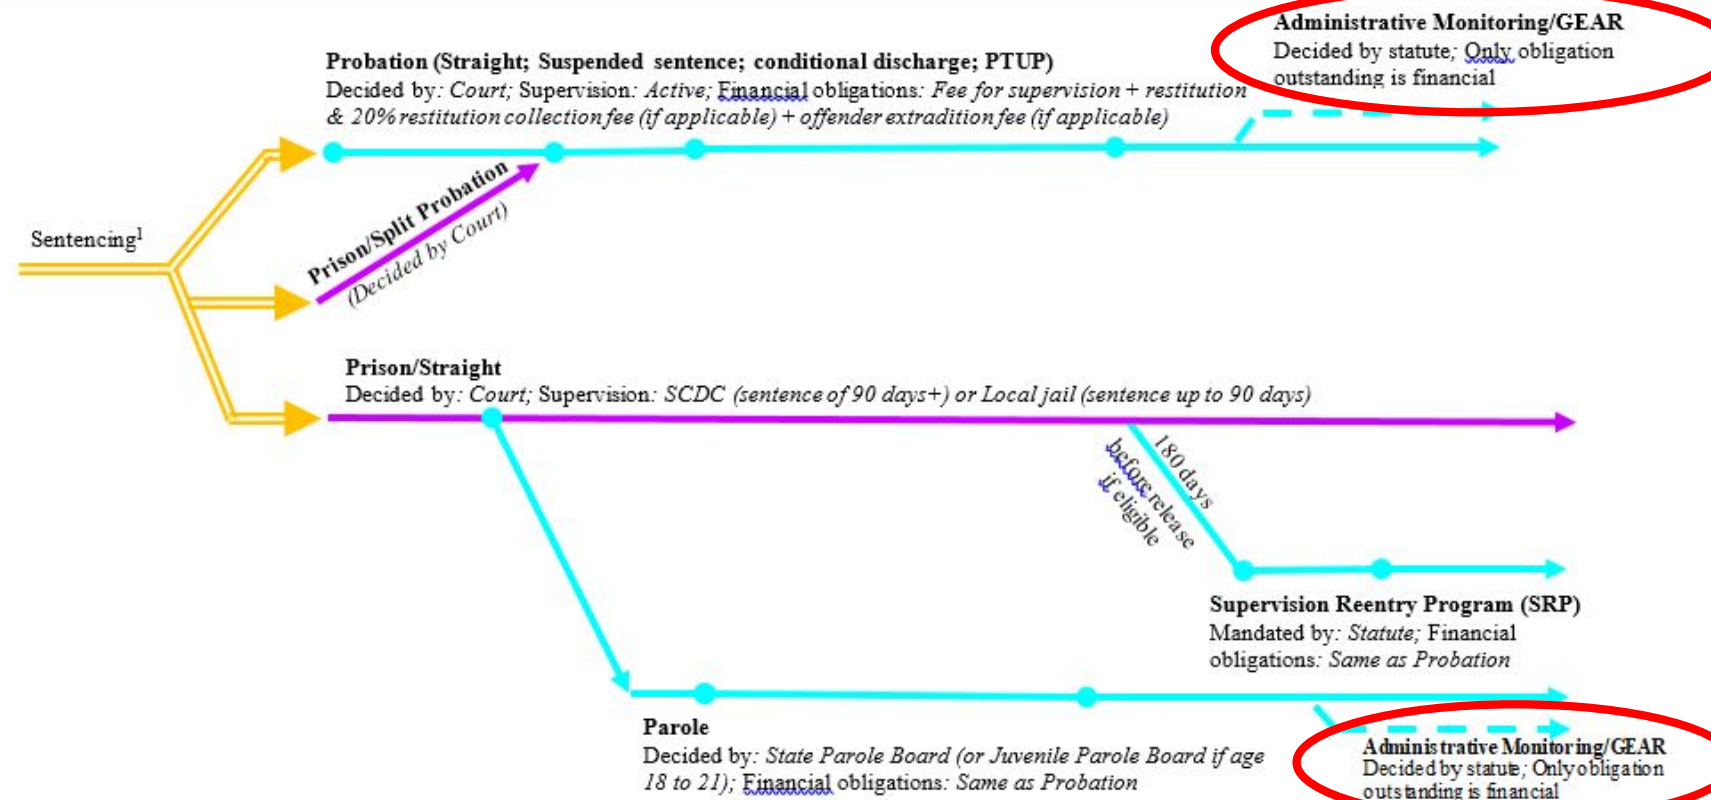 Administrative Monitoring/GEAR
Decided by statute; Only obligation
outstanding is financial
Probation (Straight; Suspended sentence; conditional discharge; PTUP)
Decided by: Court; Supervision: Active; Financial obligations: Fee for supervision + restitution
& 20% restitution collection fee (if applicable) + offender extradition fee (if applicable)
Sentencing1
Prison/Split Probation
(Decided by Court)
Prison/Straight
Decided by: Court; Supervision: SCDC (sentence of 90 days+) or Local jail (sentence up to 90 days)
180 days
before release
if eligible
Supervision Reentry Program (SRP)
Mandated by: Statute; Financial
obligations: Same as Probation
Parole
Decided by: State Parole Board (or Juvenile Parole Board if age
18 to 21); Financial obligations: Same as Probation
Administrative Monitoring/GEAR
Decided by statute; Only obligation
outstanding is financial